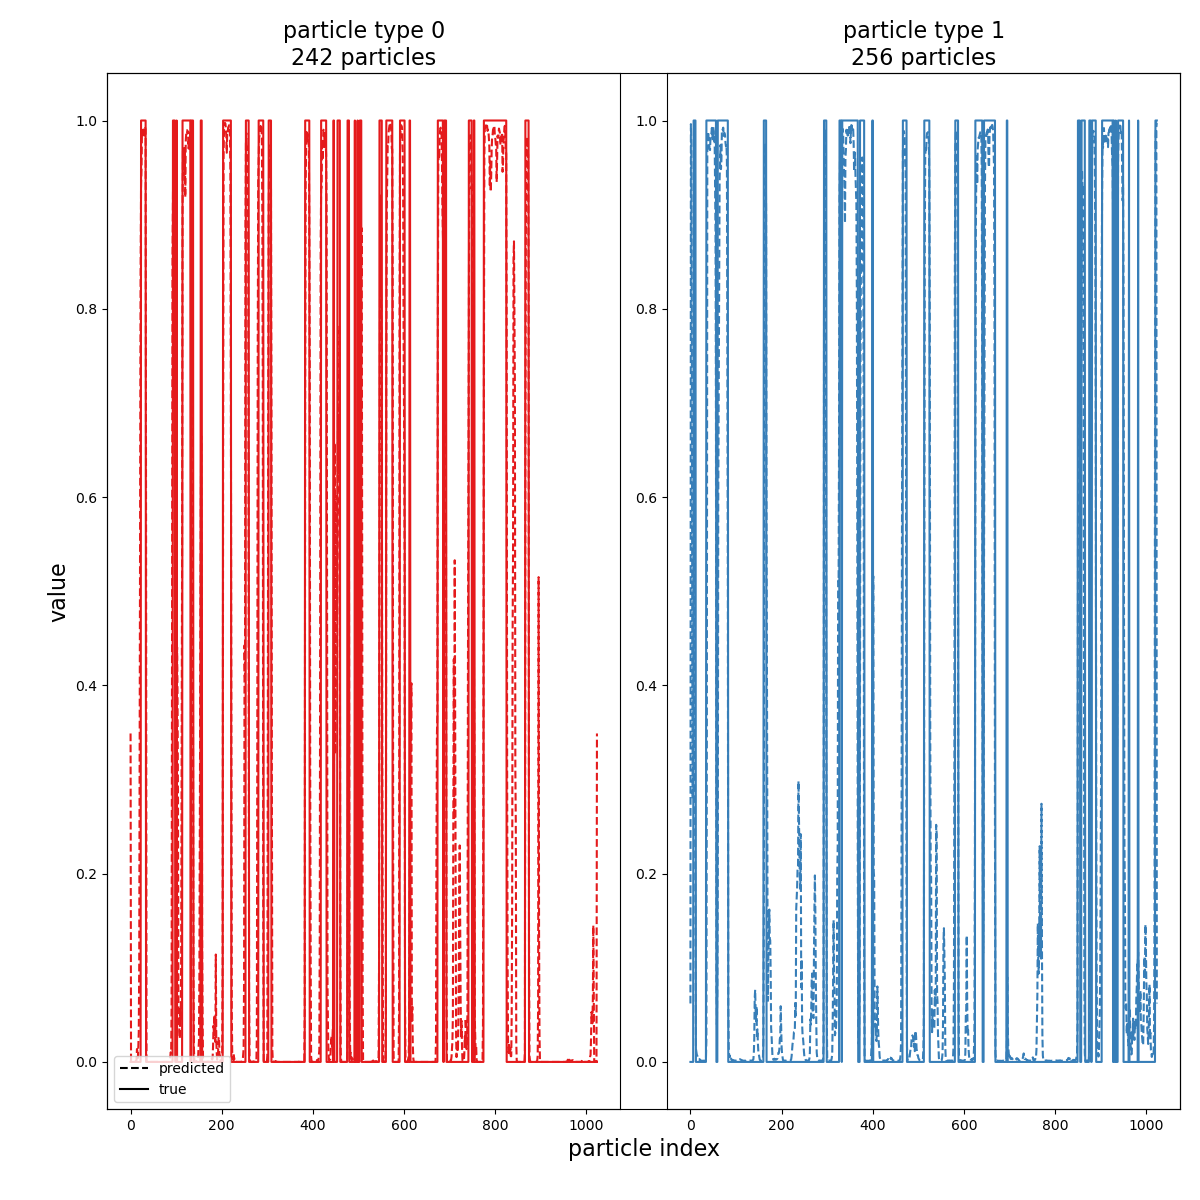 particle type 0
242 particles
particle type 1
256 particles
value
1.0
0.8
0.6
0.4
0.2
0.0
1.0
0.8
0.6
0.4
0.2
0.0
predicted
true
0 200 400 600 800 1000
0 200 400 600 800 1000
particle index